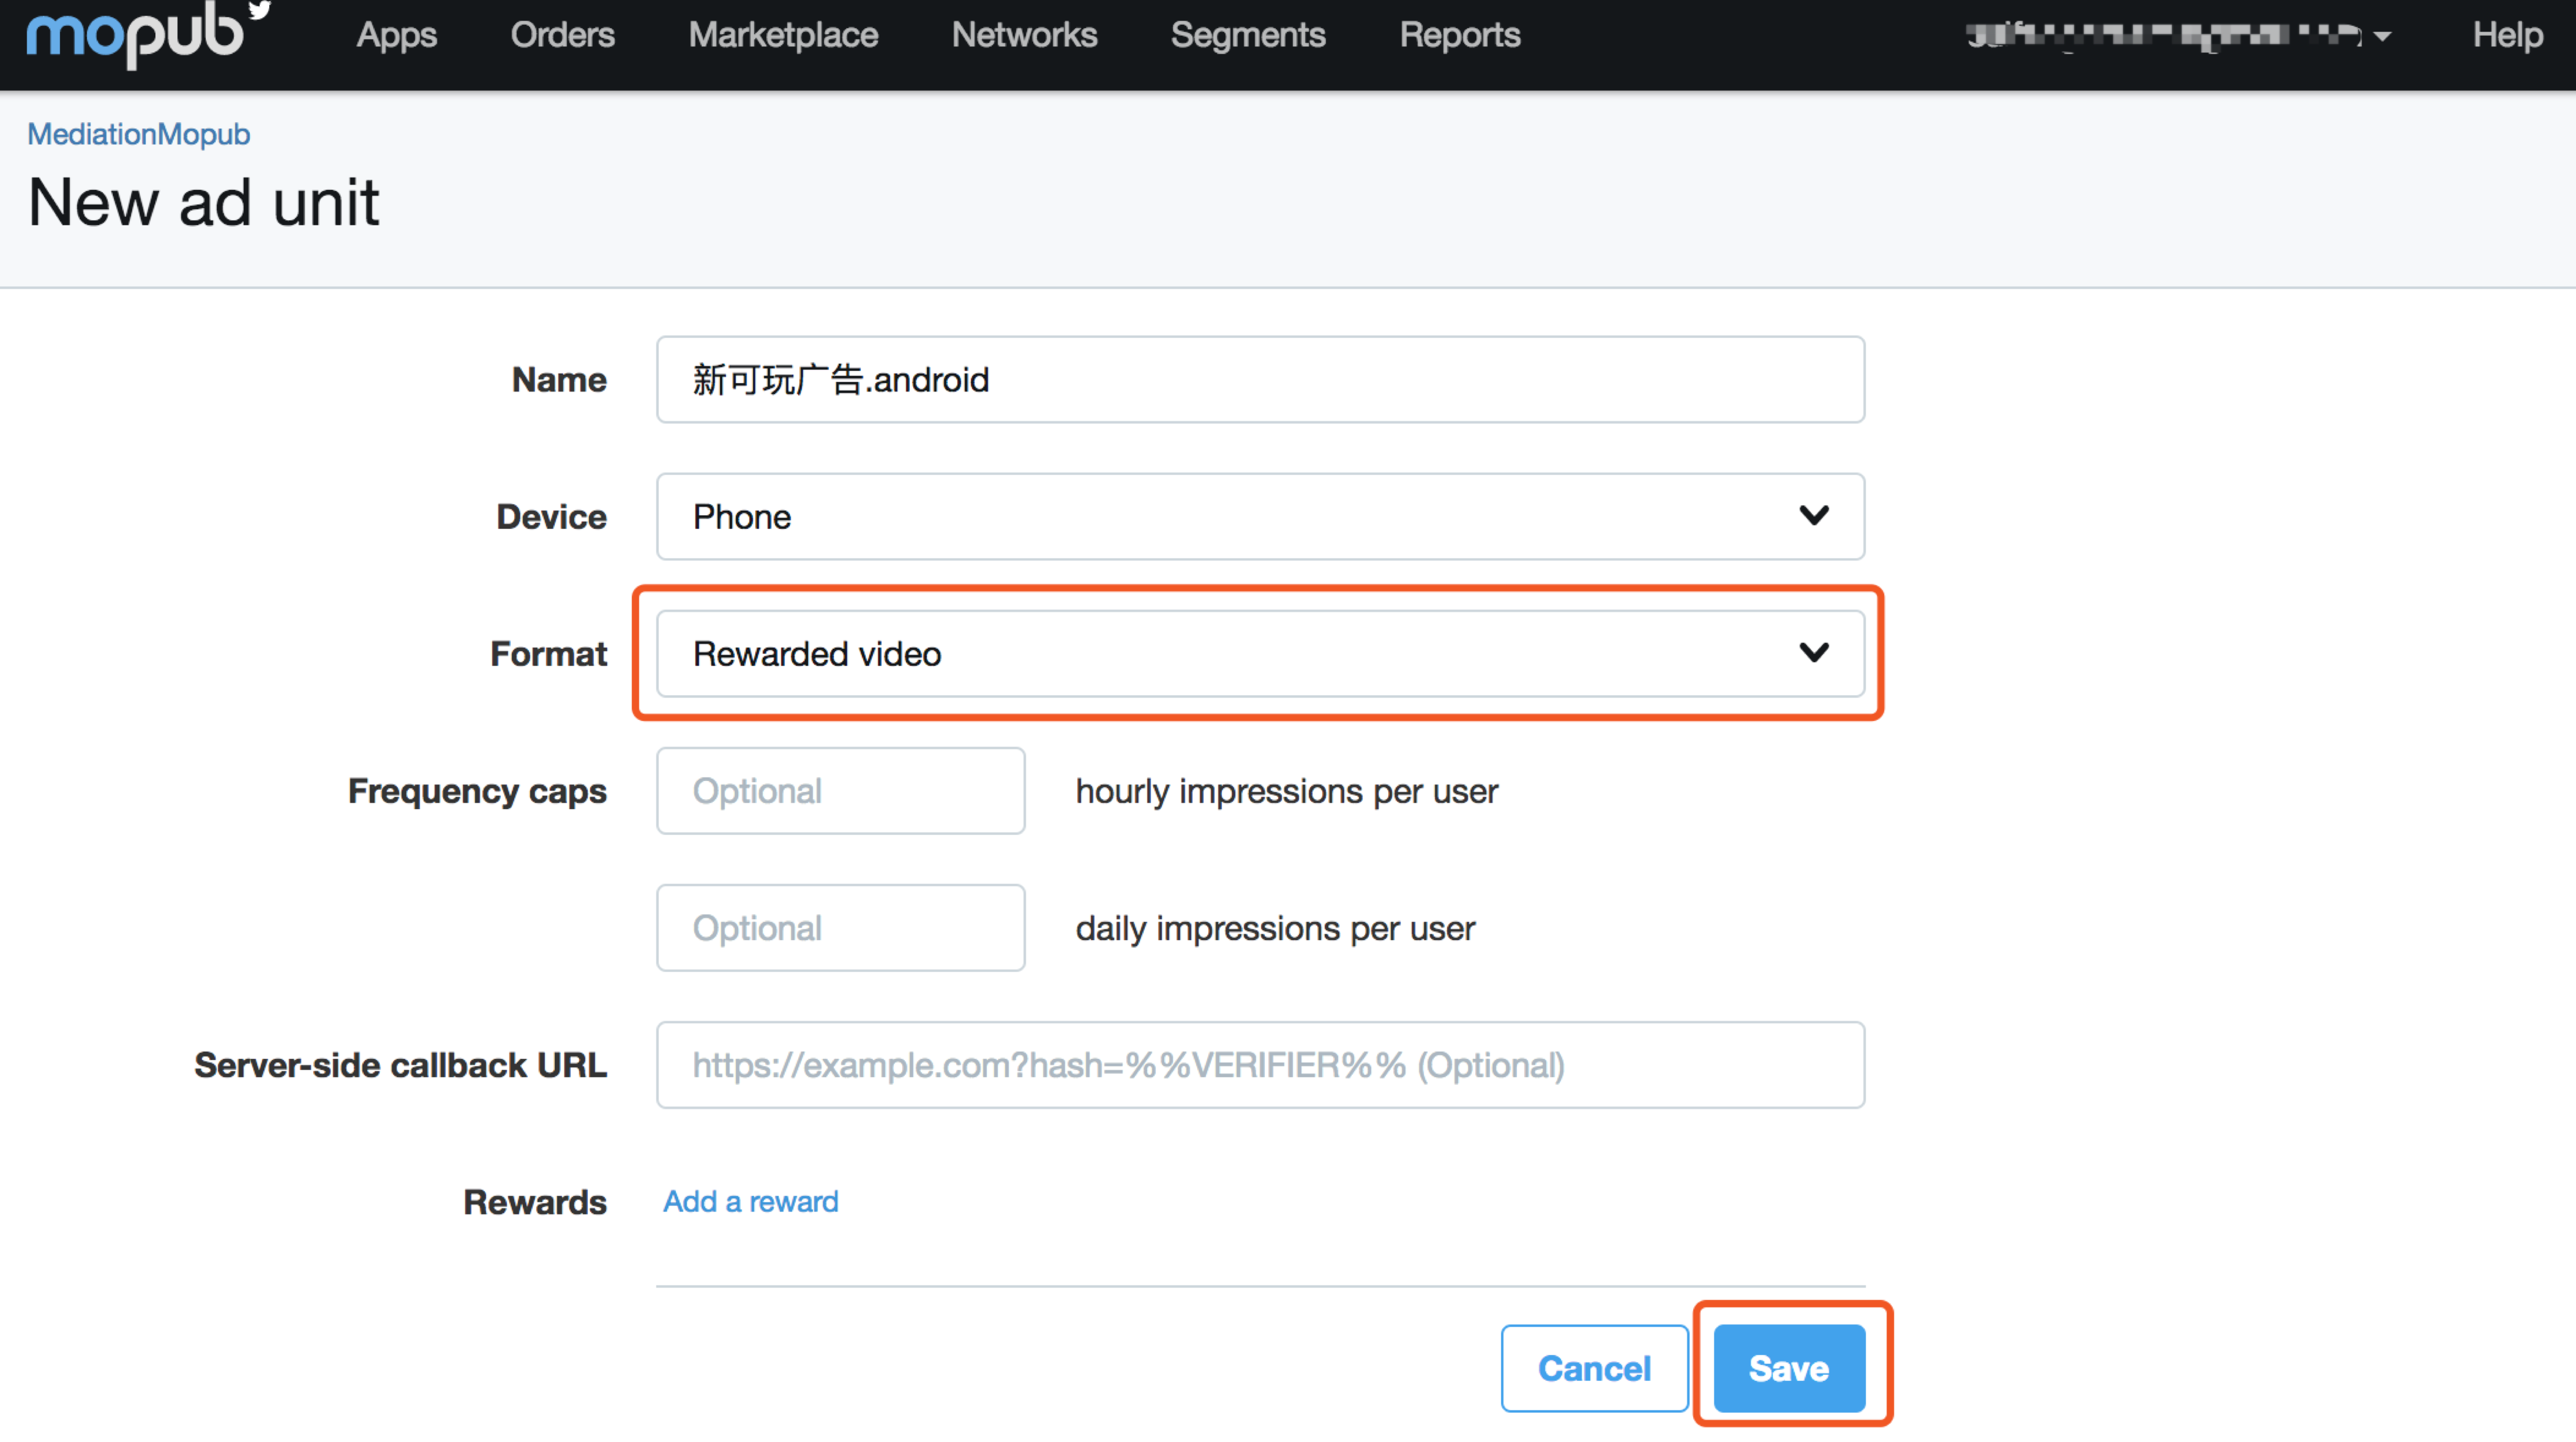 mopub Apps Orders Marketplace Networks Segments Reports Help
MediationMopub
New ad unit
Name 新可玩广告.android
Device Phone
Format Rewarded video
Frequency caps Optional hourly impressions per user
Optional daily impressions per user
Server-side callback URL https://example.com?hash=%%VERIFIER%% (Optional)
Rewards Add a reward
Cancel Save